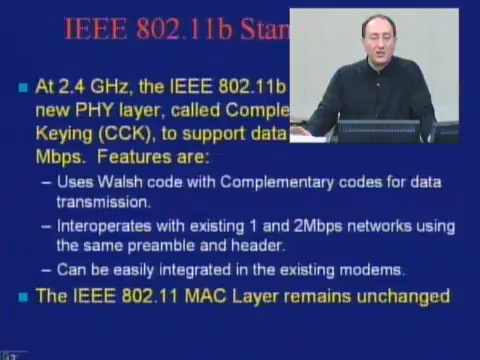 IEEE 802.11b Stan
At 2.4 GHz, the IEEE 802.11b
new PHY layer, called Comple
Keying (CCK), to support data
Mbps. Features are:
– Uses Walsh code with Complementary codes for data
transmission.
– Interoperates with existing 1 and 2Mbps networks using
the same preamble and header.
– Can be easily integrated in the existing modems.
The IEEE 802.11 MAC Layer remains unchanged